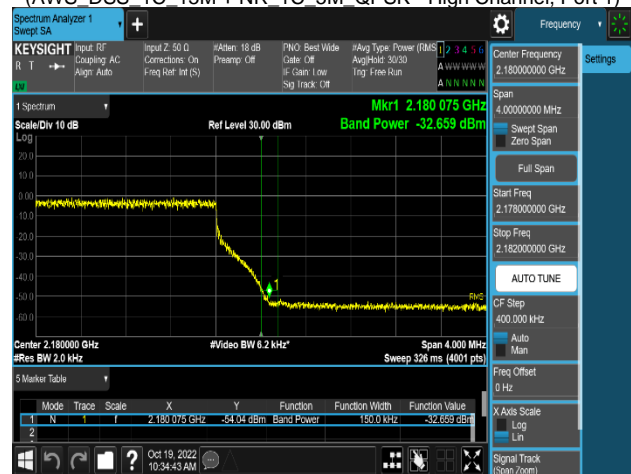 (AWS_DSS_1C_15M + NR_1C_5M_QPSK - High Channel, Port 1)
Spectrum Analyzer 1
Swept SA
+
Frequency
KEYSIGHT
R T
LW
Input: RF
Coupling: AC
Align: Auto
Input Z: 50 Ω
Corrections: On
Freq Ref: Int (S)
#Atten: 18 dB
Preamp: Off
PNO: Best Wide
Gate: Off
IF Gain: Low
Sig Track: Off
#Avg Type: Power (RMS
Avg|Hold: 30/30
Trig: Free Run
1 2 3 4 5 6
A W W W W W
A N N N N N
Center Frequency
2.180000000 GHz
Settings
Span
4.00000000 MHz
Swept Span
Zero Span
Full Span
Start Freq
2.178000000 GHz
Stop Freq
2.182000000 GHz
AUTO TUNE
CF Step
400.000 kHz
Auto
Man
Freq Offset
0 Hz
X Axis Scale
Log
Lin
Signal Track
(Span Zoom)
1 Spectrum
Scale/Div 10 dB
Ref Level 30.00 dBm
Mkr1 2.180 075 GHz
Band Power -32.659 dBm
Log
20.0
10.0
0.00
-10.0
-20.0
-30.0
-40.0
-50.0
-60.0
1
RMS
Center 2.180000 GHz
#Video BW 6.2 kHz*
Span 4.000 MHz
#Res BW 2.0 kHz
Sweep 326 ms (4001 pts)
5 Marker Table
Mode Trace Scale X Y Function Function Width Function Value
1 N 1 f 2.180 075 GHz -54.04 dBm Band Power 150.0 kHz -32.659 dBm
2
?
Oct 19, 2022
10:34:43 AM